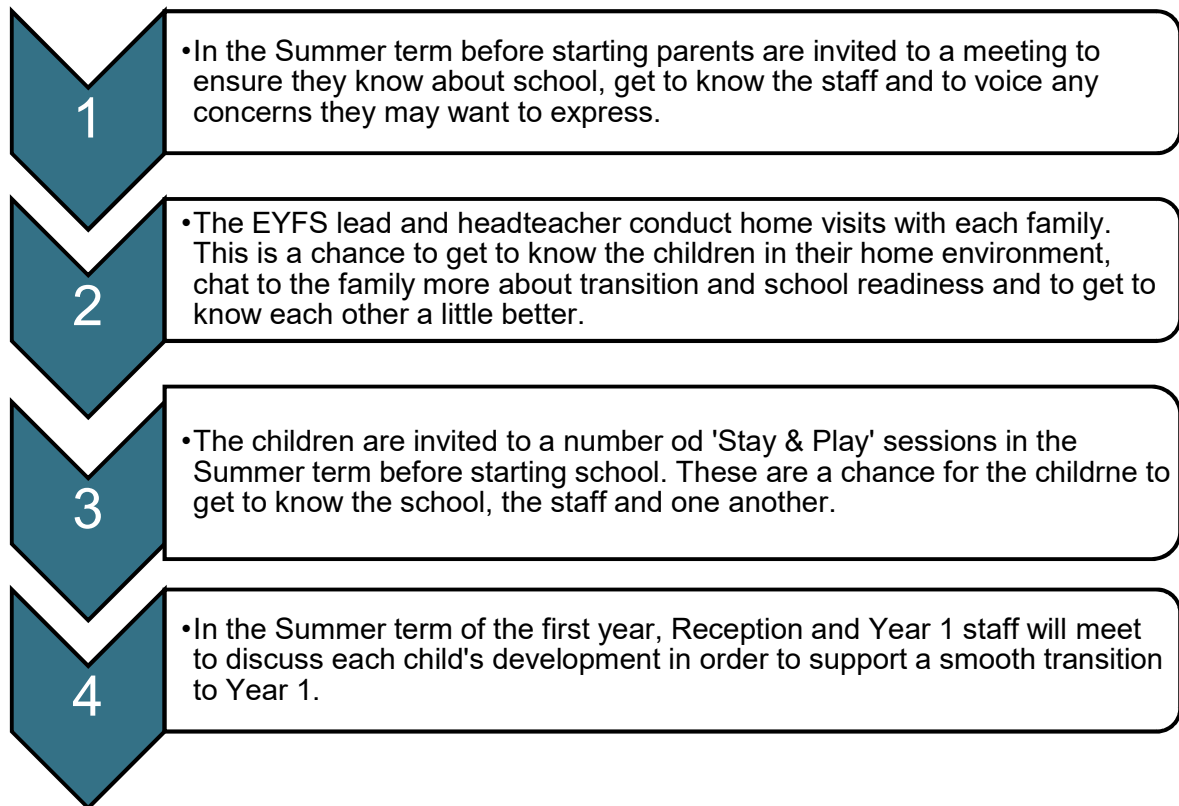 1
•In the Summer term before starting parents are invited to a meeting to
ensure they know about school, get to know the staff and to voice any
concerns they may want to express.
2
•The EYFS lead and headteacher conduct home visits with each family.
This is a chance to get to know the children in their home environment,
chat to the family more about transition and school readiness and to get to
know each other a little better.
3
•The children are invited to a number od 'Stay & Play' sessions in the
Summer term before starting school. These are a chance for the childrne to
get to know the school, the staff and one another.
4
•In the Summer term of the first year, Reception and Year 1 staff will meet
to discuss each child's development in order to support a smooth transition
to Year 1.